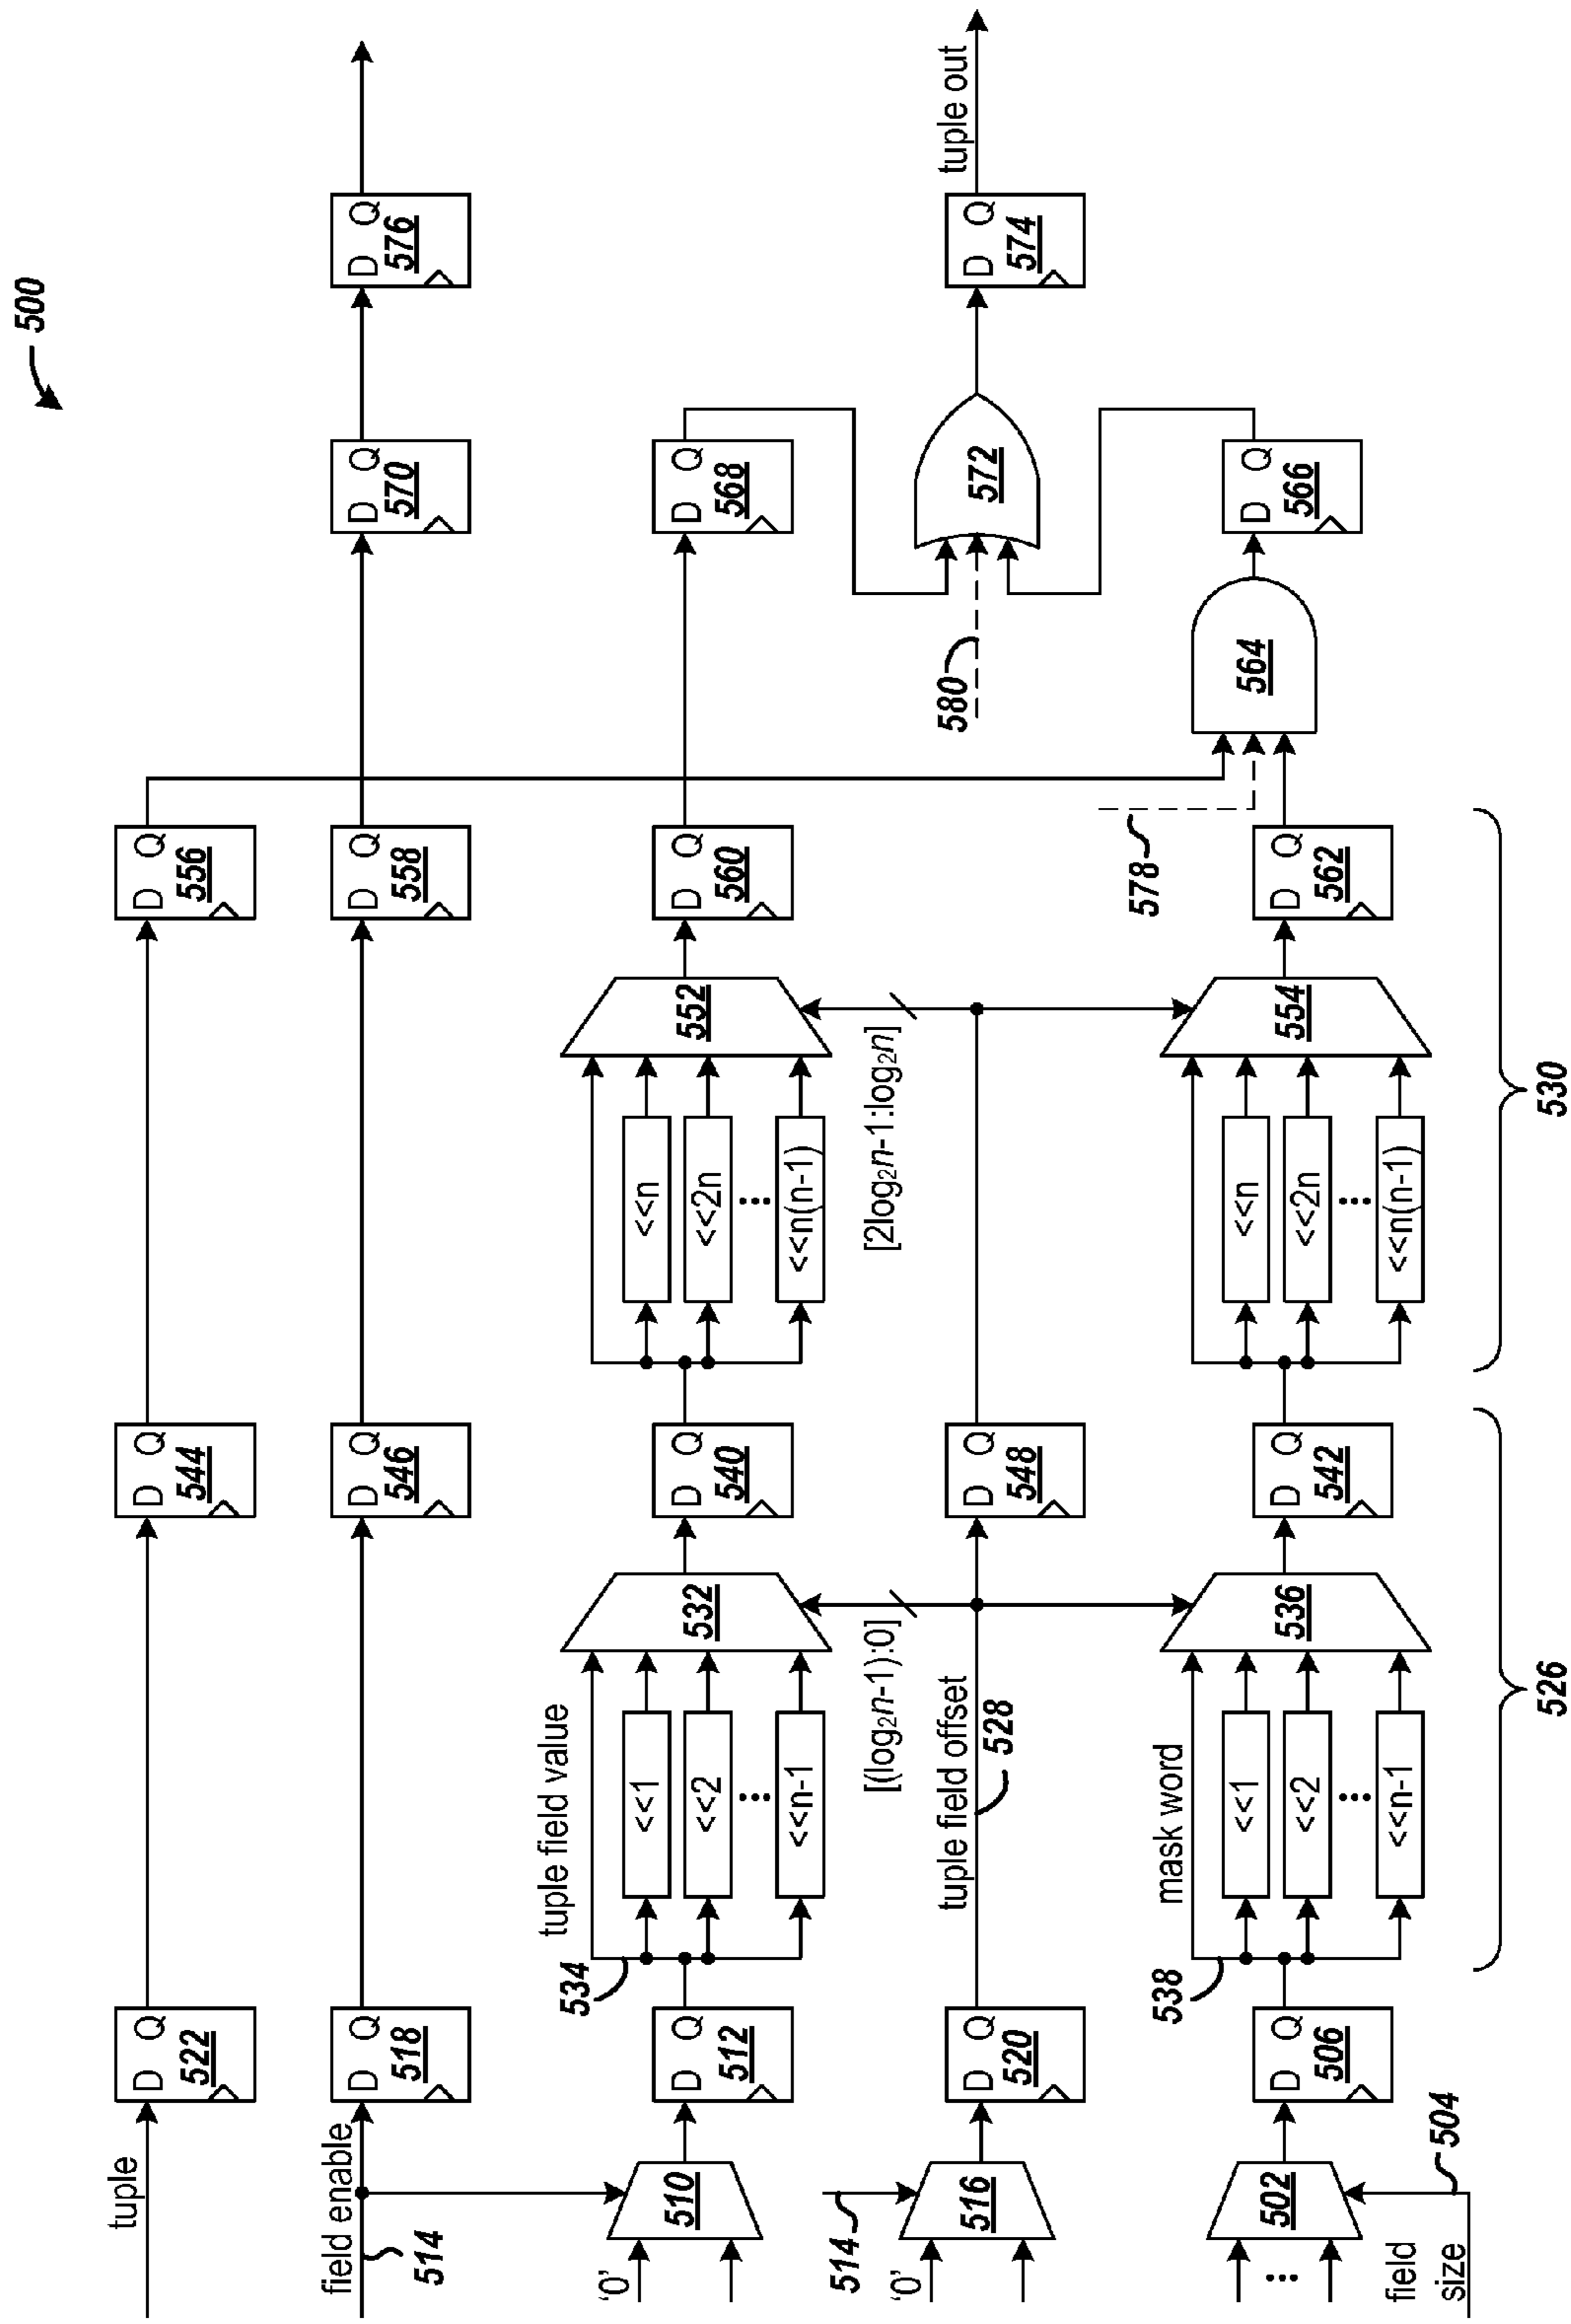 500
tuple
D Q
522
D Q
544
D Q
556
field enable
514
D Q
518
D Q
546
D Q
558
D Q
570
D Q
576
'0'
510
D Q
512
534
tuple field value
<<1
<<2
...
<<n-1
532
D Q
540
<<n
<<2n
...
<<n(n-1)
552
D Q
560
D Q
568
[(log2n-1):0]
[2log2n-1:log2n]
514
'0'
516
D Q
520
tuple field offset
528
D Q
548
580
572
D Q
574
tuple out
field
size
504
...
502
D Q
506
538
mask word
<<1
<<2
...
<<n-1
536
D Q
542
<<n
<<2n
...
<<n(n-1)
554
D Q
562
578
564
D Q
566
526
530